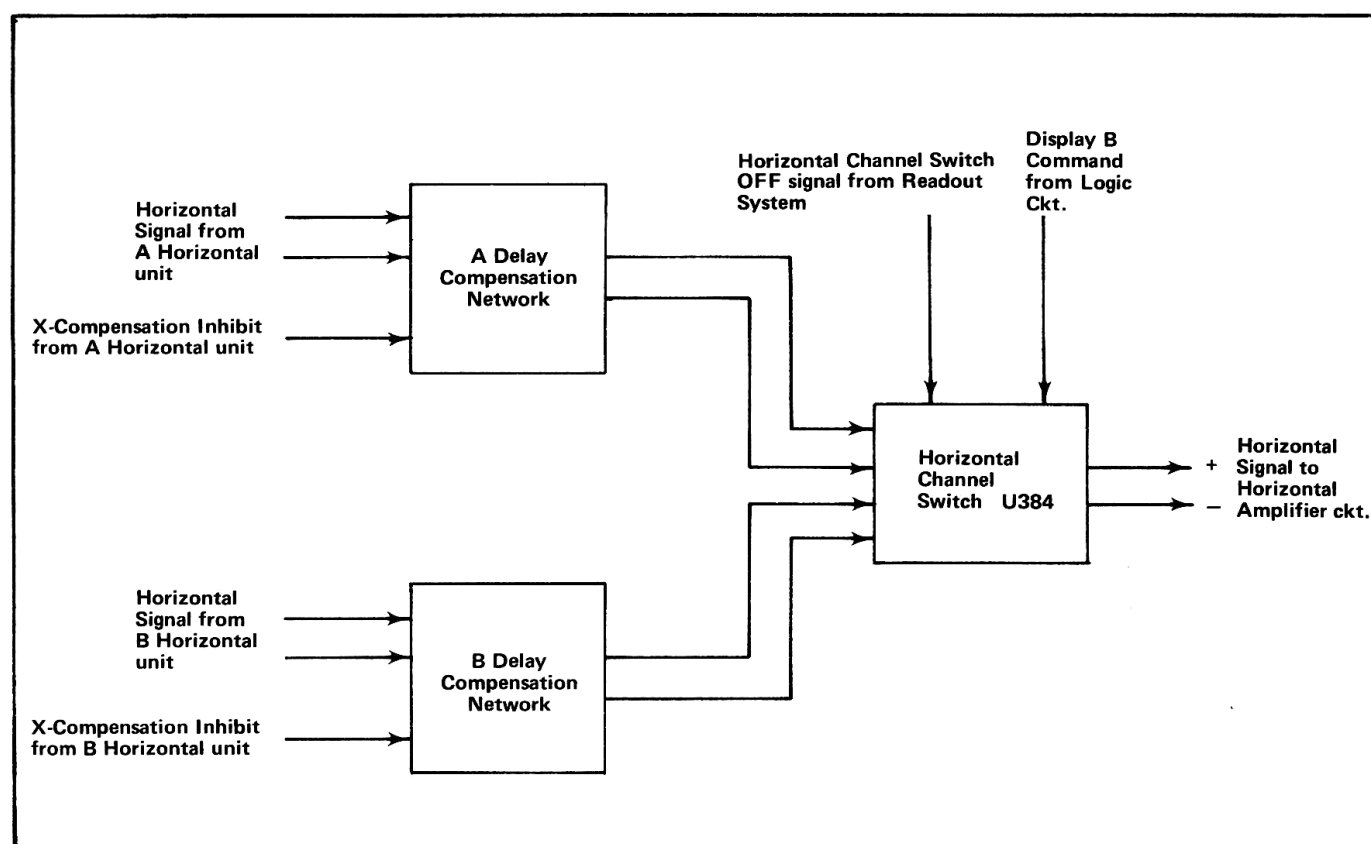 Horizontal
Signal from
A Horizontal
unit
X-Compensation Inhibit
from A Horizontal unit
A Delay
Compensation
Network
Horizontal Channel Switch
OFF signal from Readout
System
Display B
Command
from Logic
Ckt.
Horizontal
Channel
Switch U384
+
−
Horizontal
Signal to
Horizontal
Amplifier ckt.
Horizontal
Signal from
B Horizontal
unit
X-Compensation Inhibit
from B Horizontal unit
B Delay
Compensation
Network